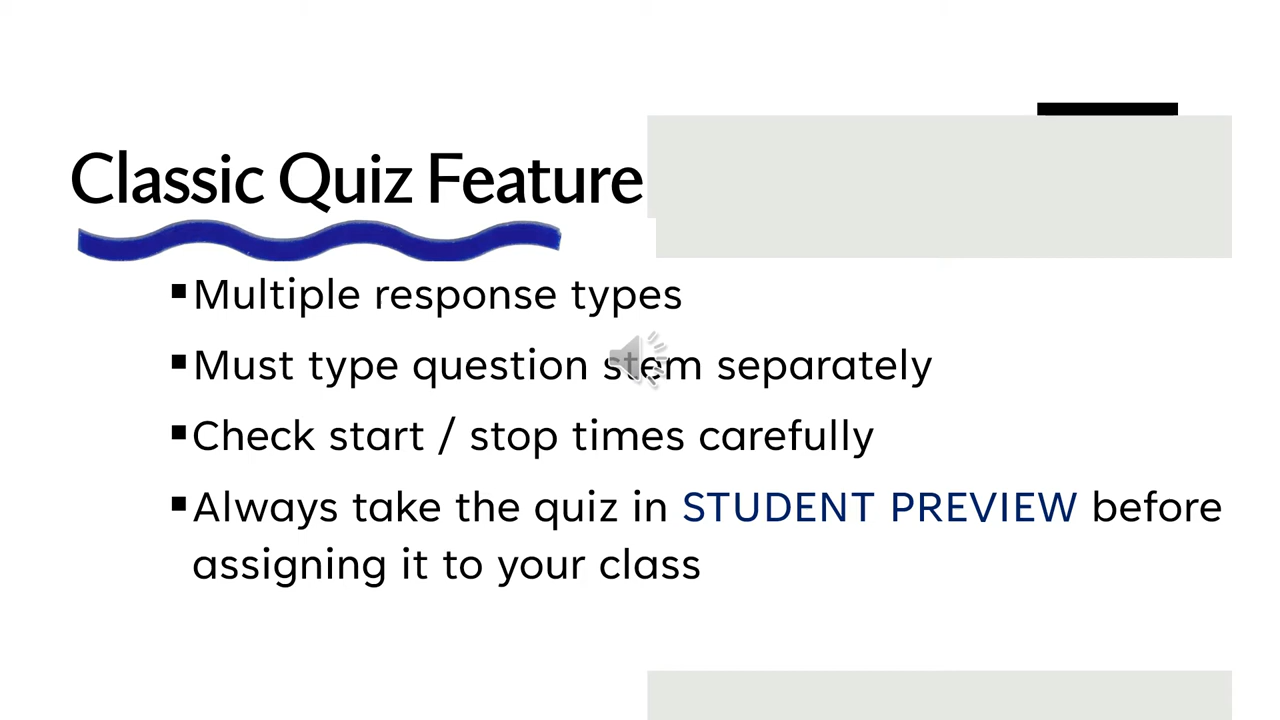 Classic Quiz Feature
▪Multiple response types
▪Must type question stem separately
▪Check start / stop times carefully
▪Always take the quiz in STUDENT PREVIEW before
assigning it to your class